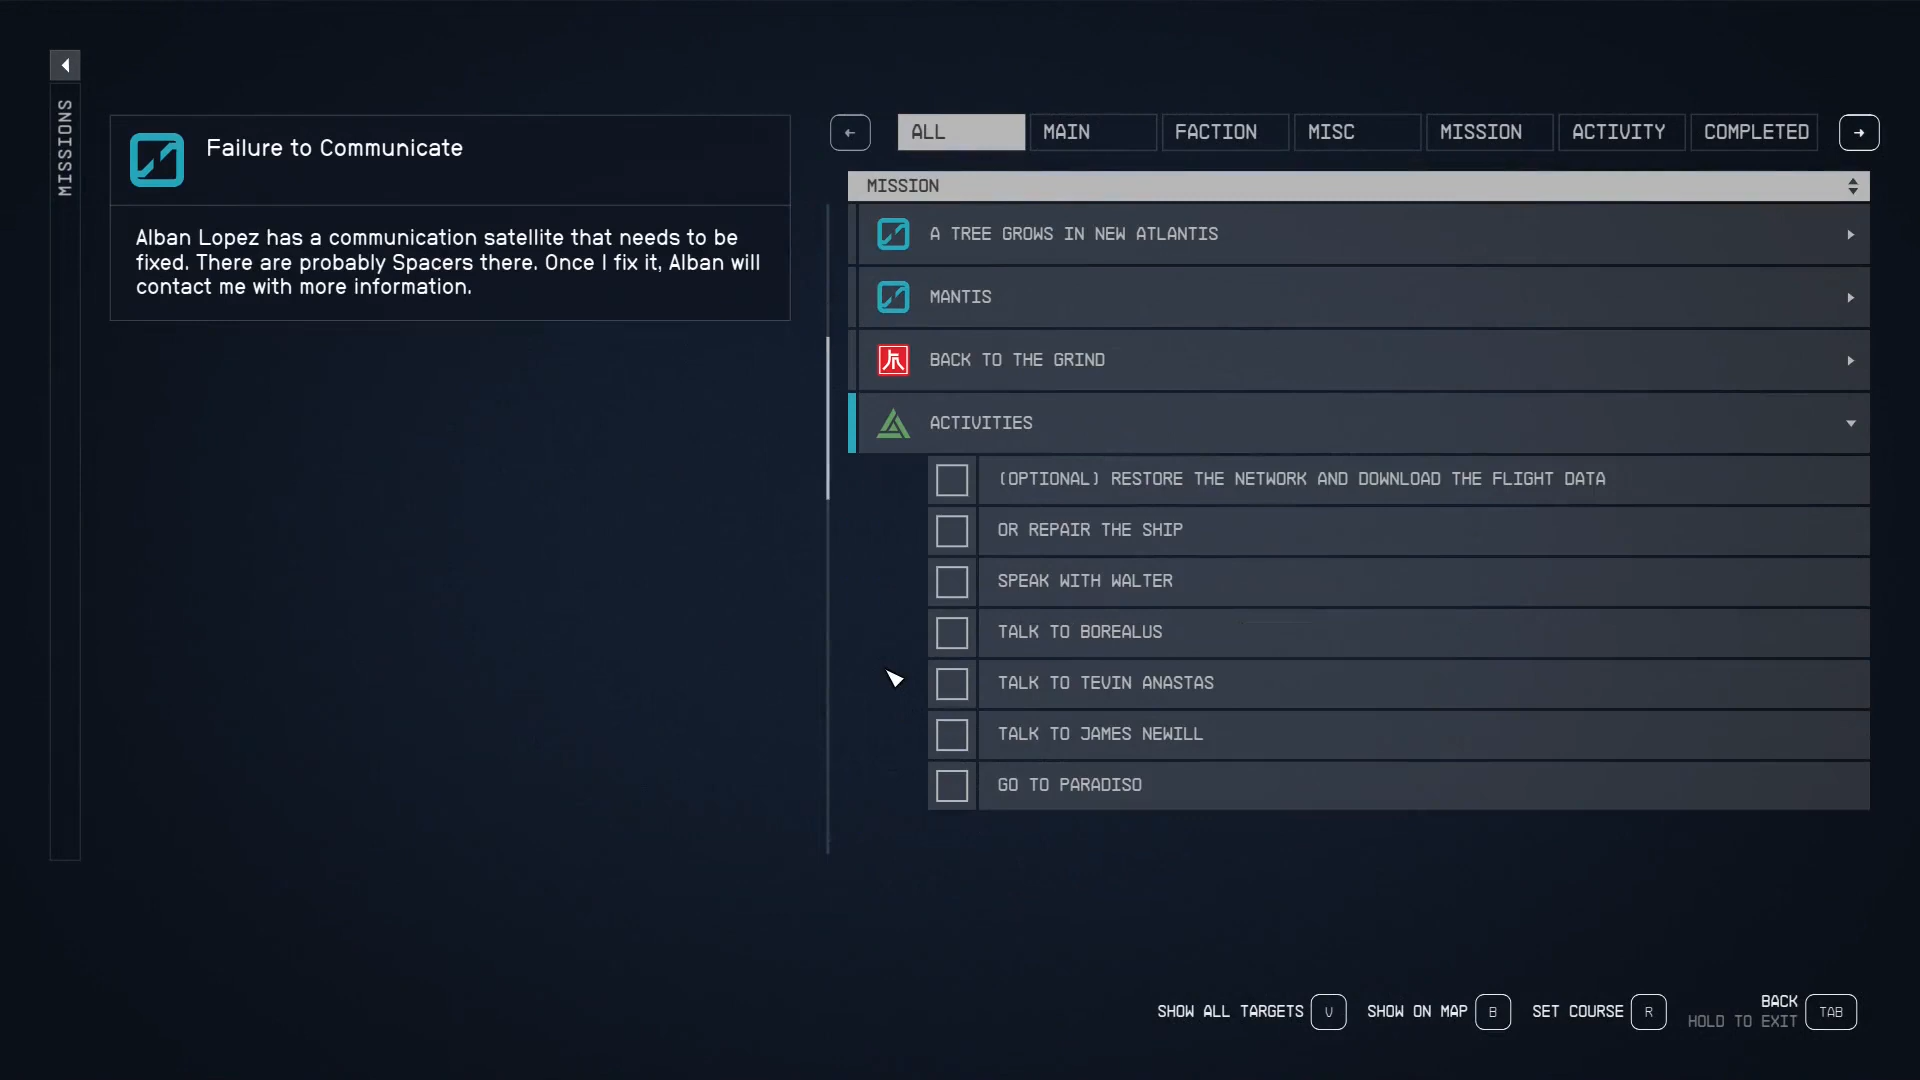 MISSIONS
Failure to Communicate
Alban Lopez has a communication satellite that needs to be
fixed. There are probably Spacers there. Once I fix it, Alban will
contact me with more information.
ALL MAIN FACTION MISC MISSION ACTIVITY COMPLETED
MISSION
A TREE GROWS IN NEW ATLANTIS
MANTIS
BACK TO THE GRIND
ACTIVITIES
(OPTIONAL) RESTORE THE NETWORK AND DOWNLOAD THE FLIGHT DATA
OR REPAIR THE SHIP
SPEAK WITH WALTER
TALK TO BOREALUS
TALK TO TEVIN ANASTAS
TALK TO JAMES NEWILL
GO TO PARADISO
SHOW ALL TARGETS V SHOW ON MAP B SET COURSE R BACK TAB
HOLD TO EXIT